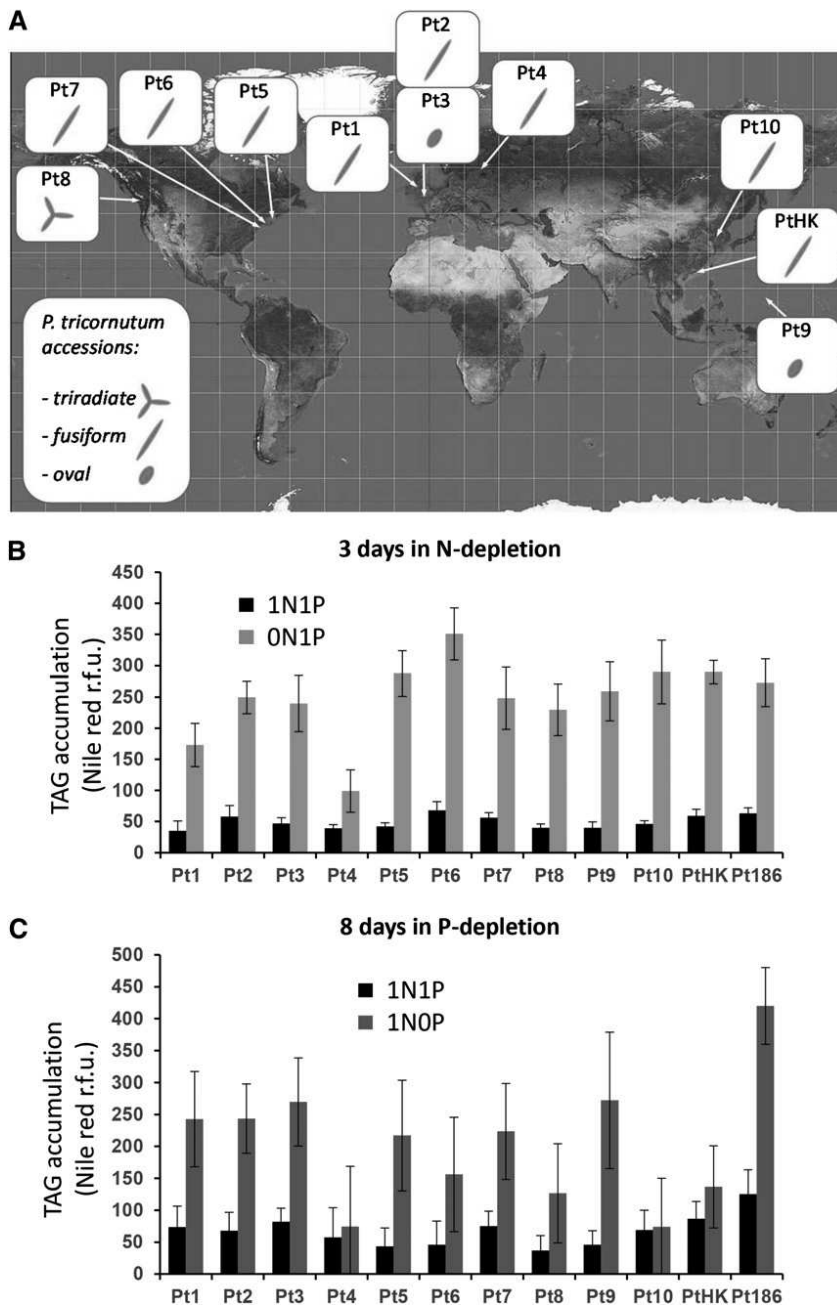 A
Pt2
Pt7
Pt6
Pt5
Pt4
Pt3
Pt1
Pt10
Pt8
PtHK
Pt9
P. tricornutum
accessions:
- triradiate
- fusiform
- oval
B
3 days in N-depletion
TAG accumulation
(Nile red r.f.u.)
450
400
350
300
250
200
150
100
50
0
1N1P
0N1P
Pt1 Pt2 Pt3 Pt4 Pt5 Pt6 Pt7 Pt8 Pt9 Pt10 PtHK Pt186
C
8 days in P-depletion
TAG accumulation
(Nile red r.f.u.)
500
450
400
350
300
250
200
150
100
50
0
1N1P
1N0P
Pt1 Pt2 Pt3 Pt4 Pt5 Pt6 Pt7 Pt8 Pt9 Pt10 PtHK Pt186